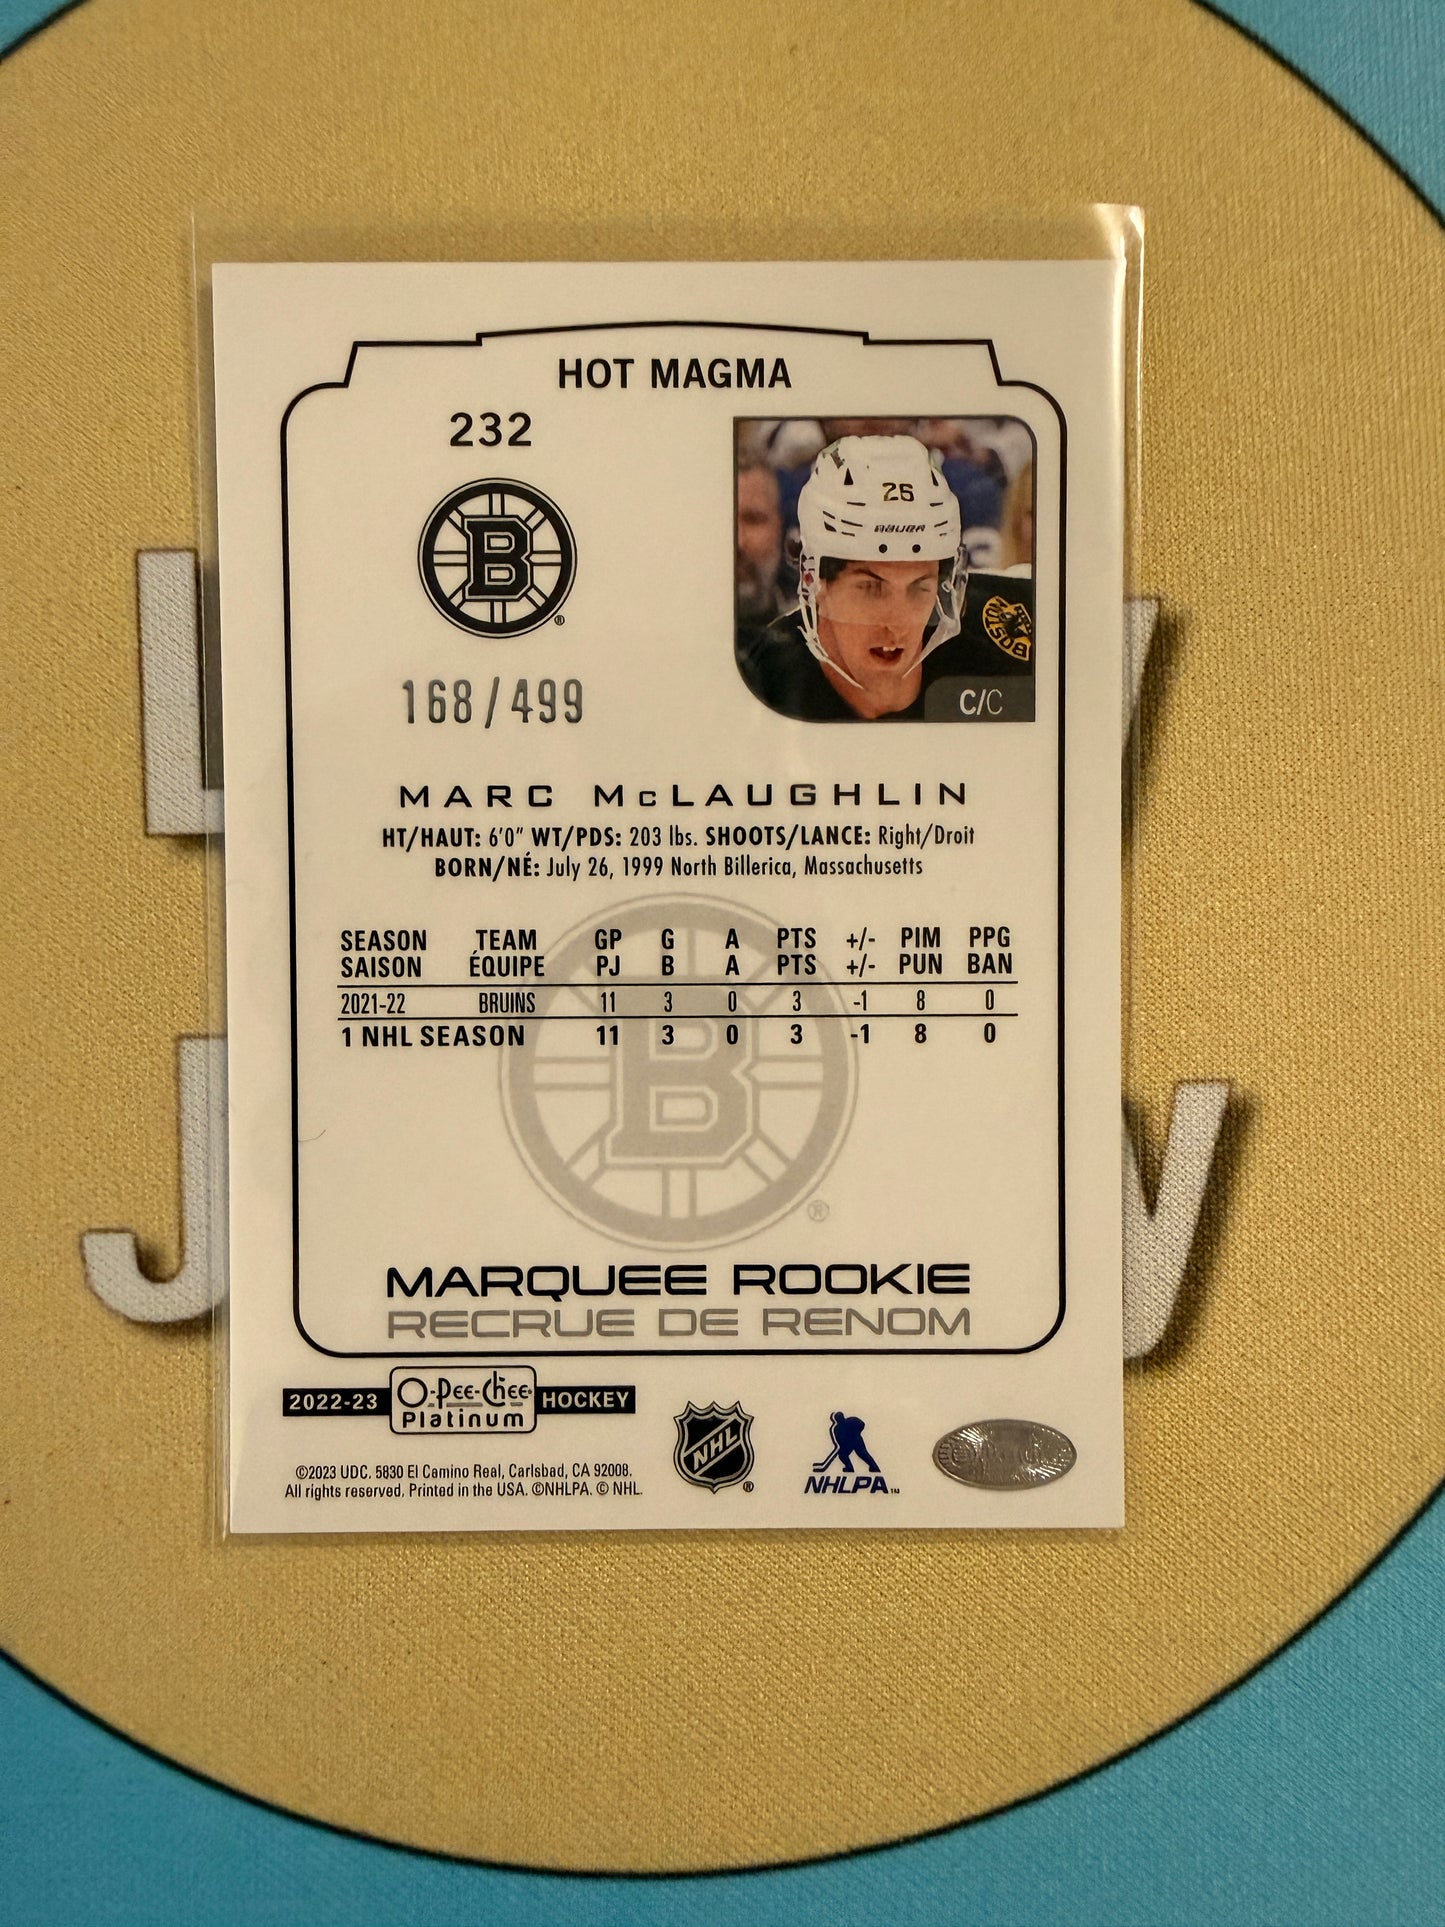 HOT MAGMA
232
B
®
168/499
26
BAUER
BOSTON
C/C
MARC McLAUGHLIN
HT/HAUT: 6'0" WT/PDS: 203 lbs. SHOOTS/LANCE: Right/Droit
BORN/NÉ: July 26, 1999 North Billerica, Massachusetts
SEASON TEAM GP G A PTS +/- PIM PPG
SAISON ÉQUIPE PJ B A PTS +/- PUN BAN
2021-22 BRUINS 11 3 0 3 -1 8 0
1 NHL SEASON 11 3 0 3 -1 8 0
B
®
MARQUEE ROOKIE
RECRUE DE RENOM
2022-23 O-Pee-Chee Platinum HOCKEY
©2023 UDC. 5830 El Camino Real, Carlsbad, CA 92008.
All rights reserved. Printed in the USA. ©NHLPA. © NHL.
NHL ®
NHLPA ™